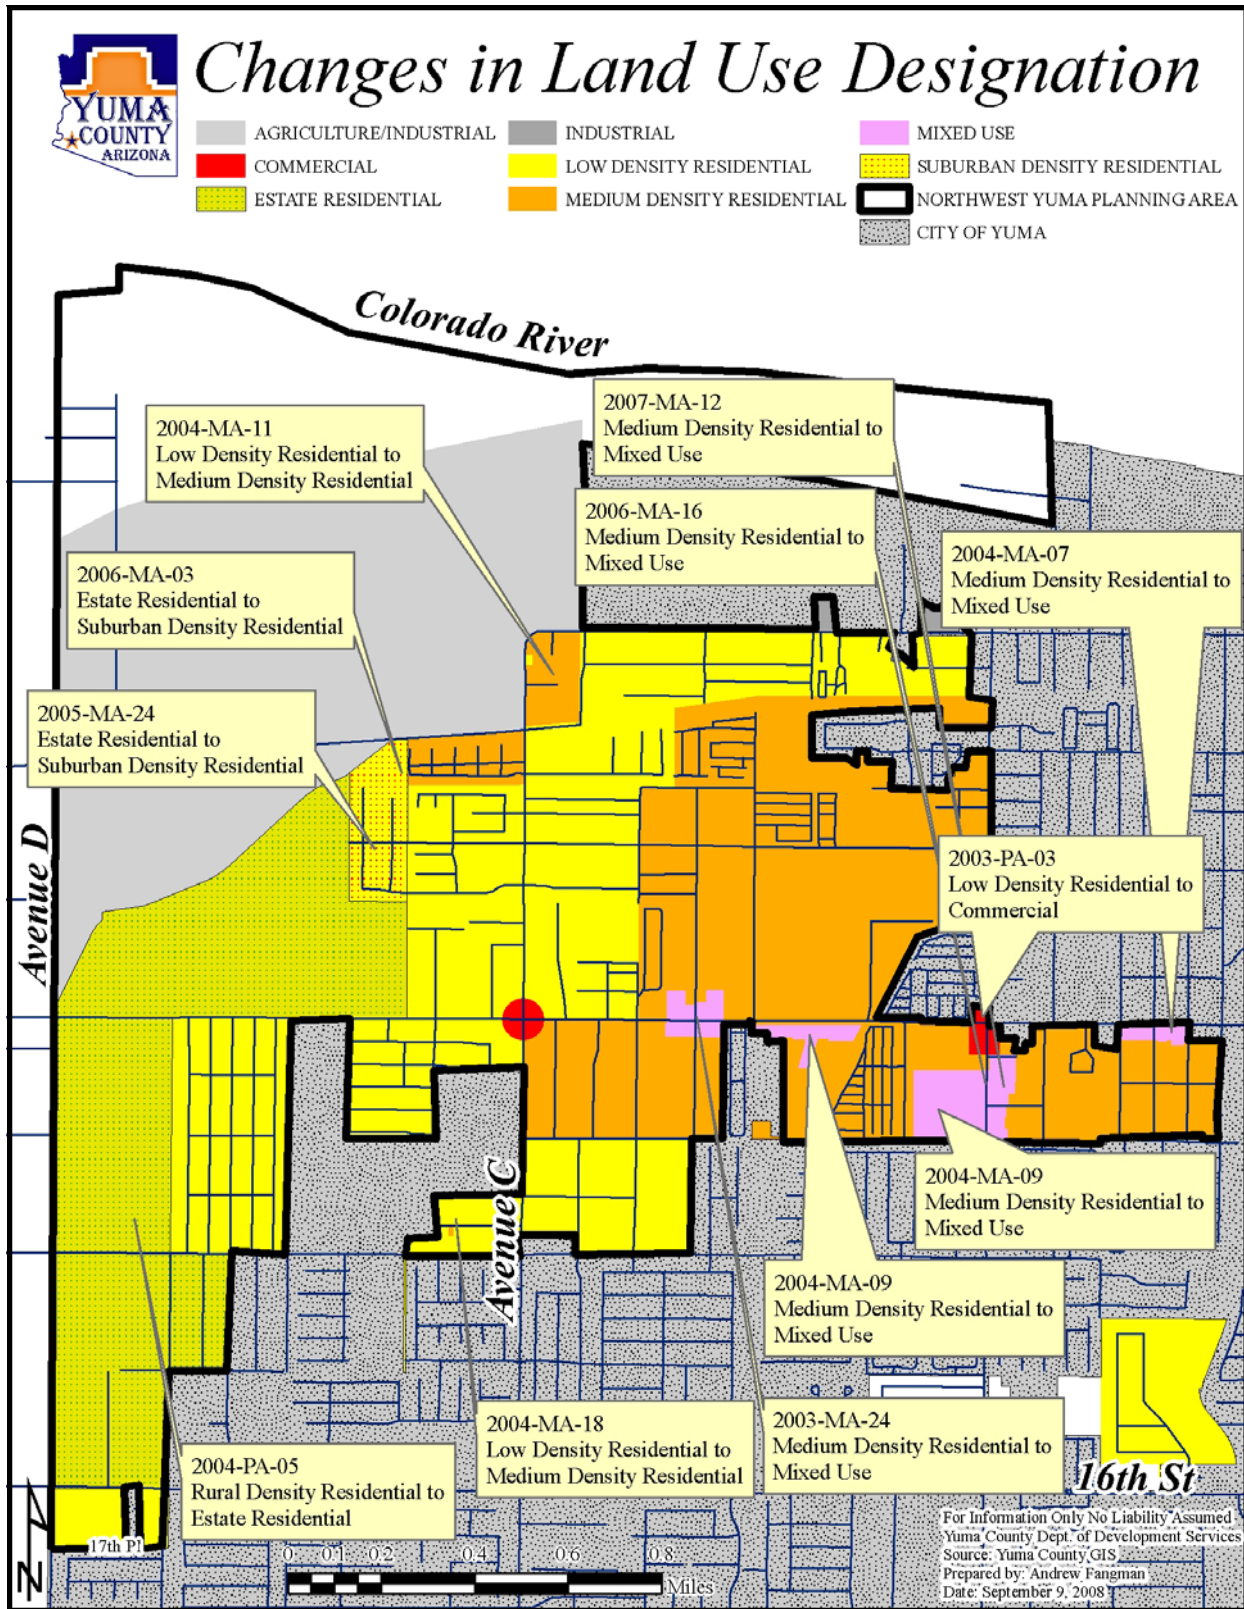 Changes in Land Use Designation
YUMA
COUNTY
ARIZONA
AGRICULTURE/INDUSTRIAL
COMMERCIAL
ESTATE RESIDENTIAL
INDUSTRIAL
LOW DENSITY RESIDENTIAL
MEDIUM DENSITY RESIDENTIAL
MIXED USE
SUBURBAN DENSITY RESIDENTIAL
NORTHWEST YUMA PLANNING AREA
CITY OF YUMA
Colorado River
2007-MA-12
Medium Density Residential to
Mixed Use
2004-MA-11
Low Density Residential to
Medium Density Residential
2006-MA-16
Medium Density Residential to
Mixed Use
2004-MA-07
Medium Density Residential to
Mixed Use
2006-MA-03
Estate Residential to
Suburban Density Residential
2005-MA-24
Estate Residential to
Suburban Density Residential
Avenue D
2003-PA-03
Low Density Residential to
Commercial
2004-MA-09
Medium Density Residential to
Mixed Use
Avenue C
2004-MA-09
Medium Density Residential to
Mixed Use
2003-MA-24
Medium Density Residential to
Mixed Use
2004-MA-18
Low Density Residential to
Medium Density Residential
2004-PA-05
Rural Density Residential to
Estate Residential
16th St
17th Pl
N
0 0.1 0.2 0.4 0.6 0.8
Miles
For Information Only No Liability Assumed
Yuma County Dept. of Development Services
Source: Yuma County GIS
Prepared by: Andrew Fangman
Date: September 9, 2008